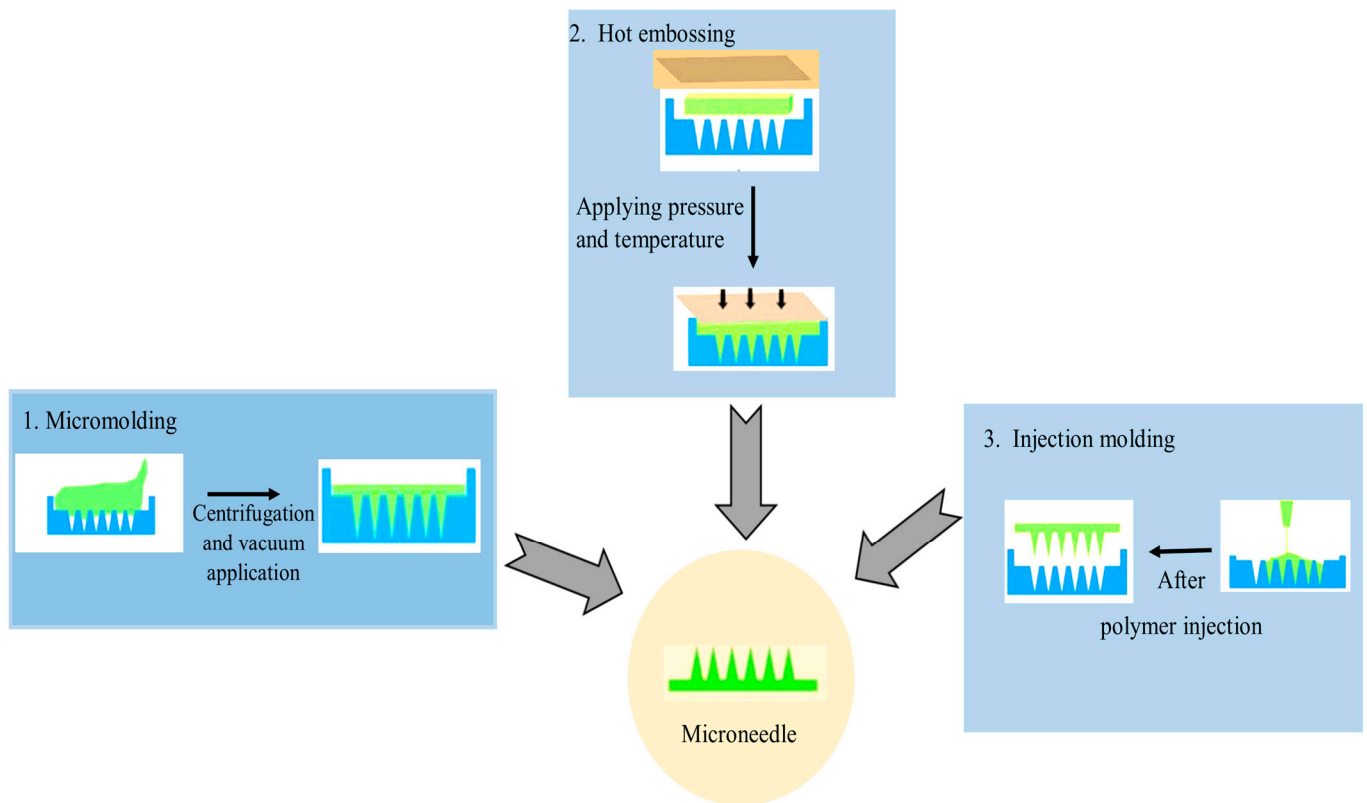 2. Hot embossing
Applying pressure
and temperature
1. Micromolding
Centrifugation
and vacuum
application
3. Injection molding
After
polymer injection
Microneedle